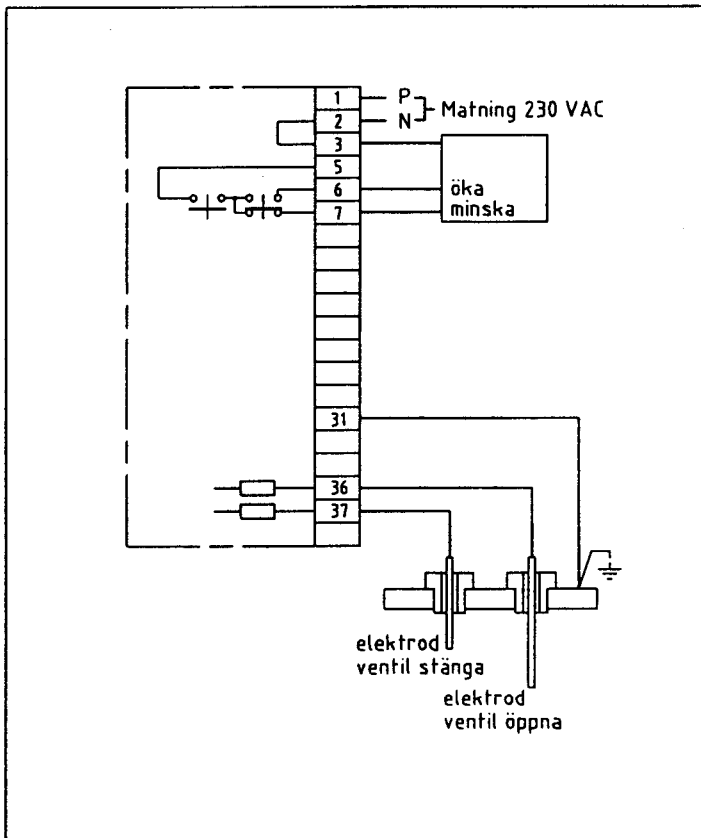 1 P
2 N Matning 230 VAC
3
5
6 öka
7 minska
31
36
37
elektrod
ventil stänga
elektrod
ventil öppna